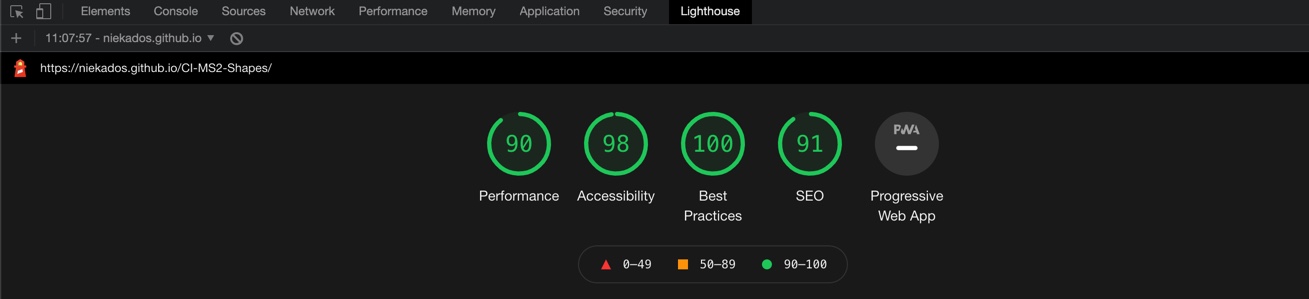 Elements Console Sources Network Performance Memory Application Security Lighthouse
11:07:57 - niekados.github.io
https://niekados.github.io/CI-MS2-Shapes/
90 98 100 91 PWA
Performance Accessibility Best Practices SEO Progressive Web App
0–49 50–89 90–100